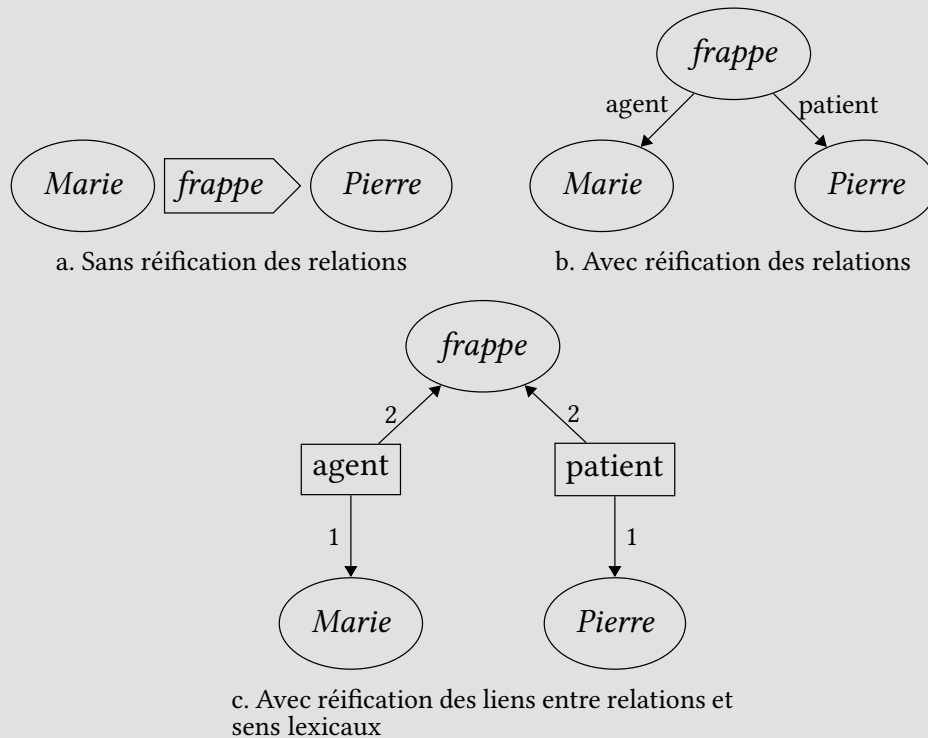 Marie frappe Pierre
a. Sans réification des relations
frappe
agent patient
Marie Pierre
b. Avec réification des relations
frappe
2 2
agent patient
1 1
Marie Pierre
c. Avec réification des liens entre relations et
sens lexicaux